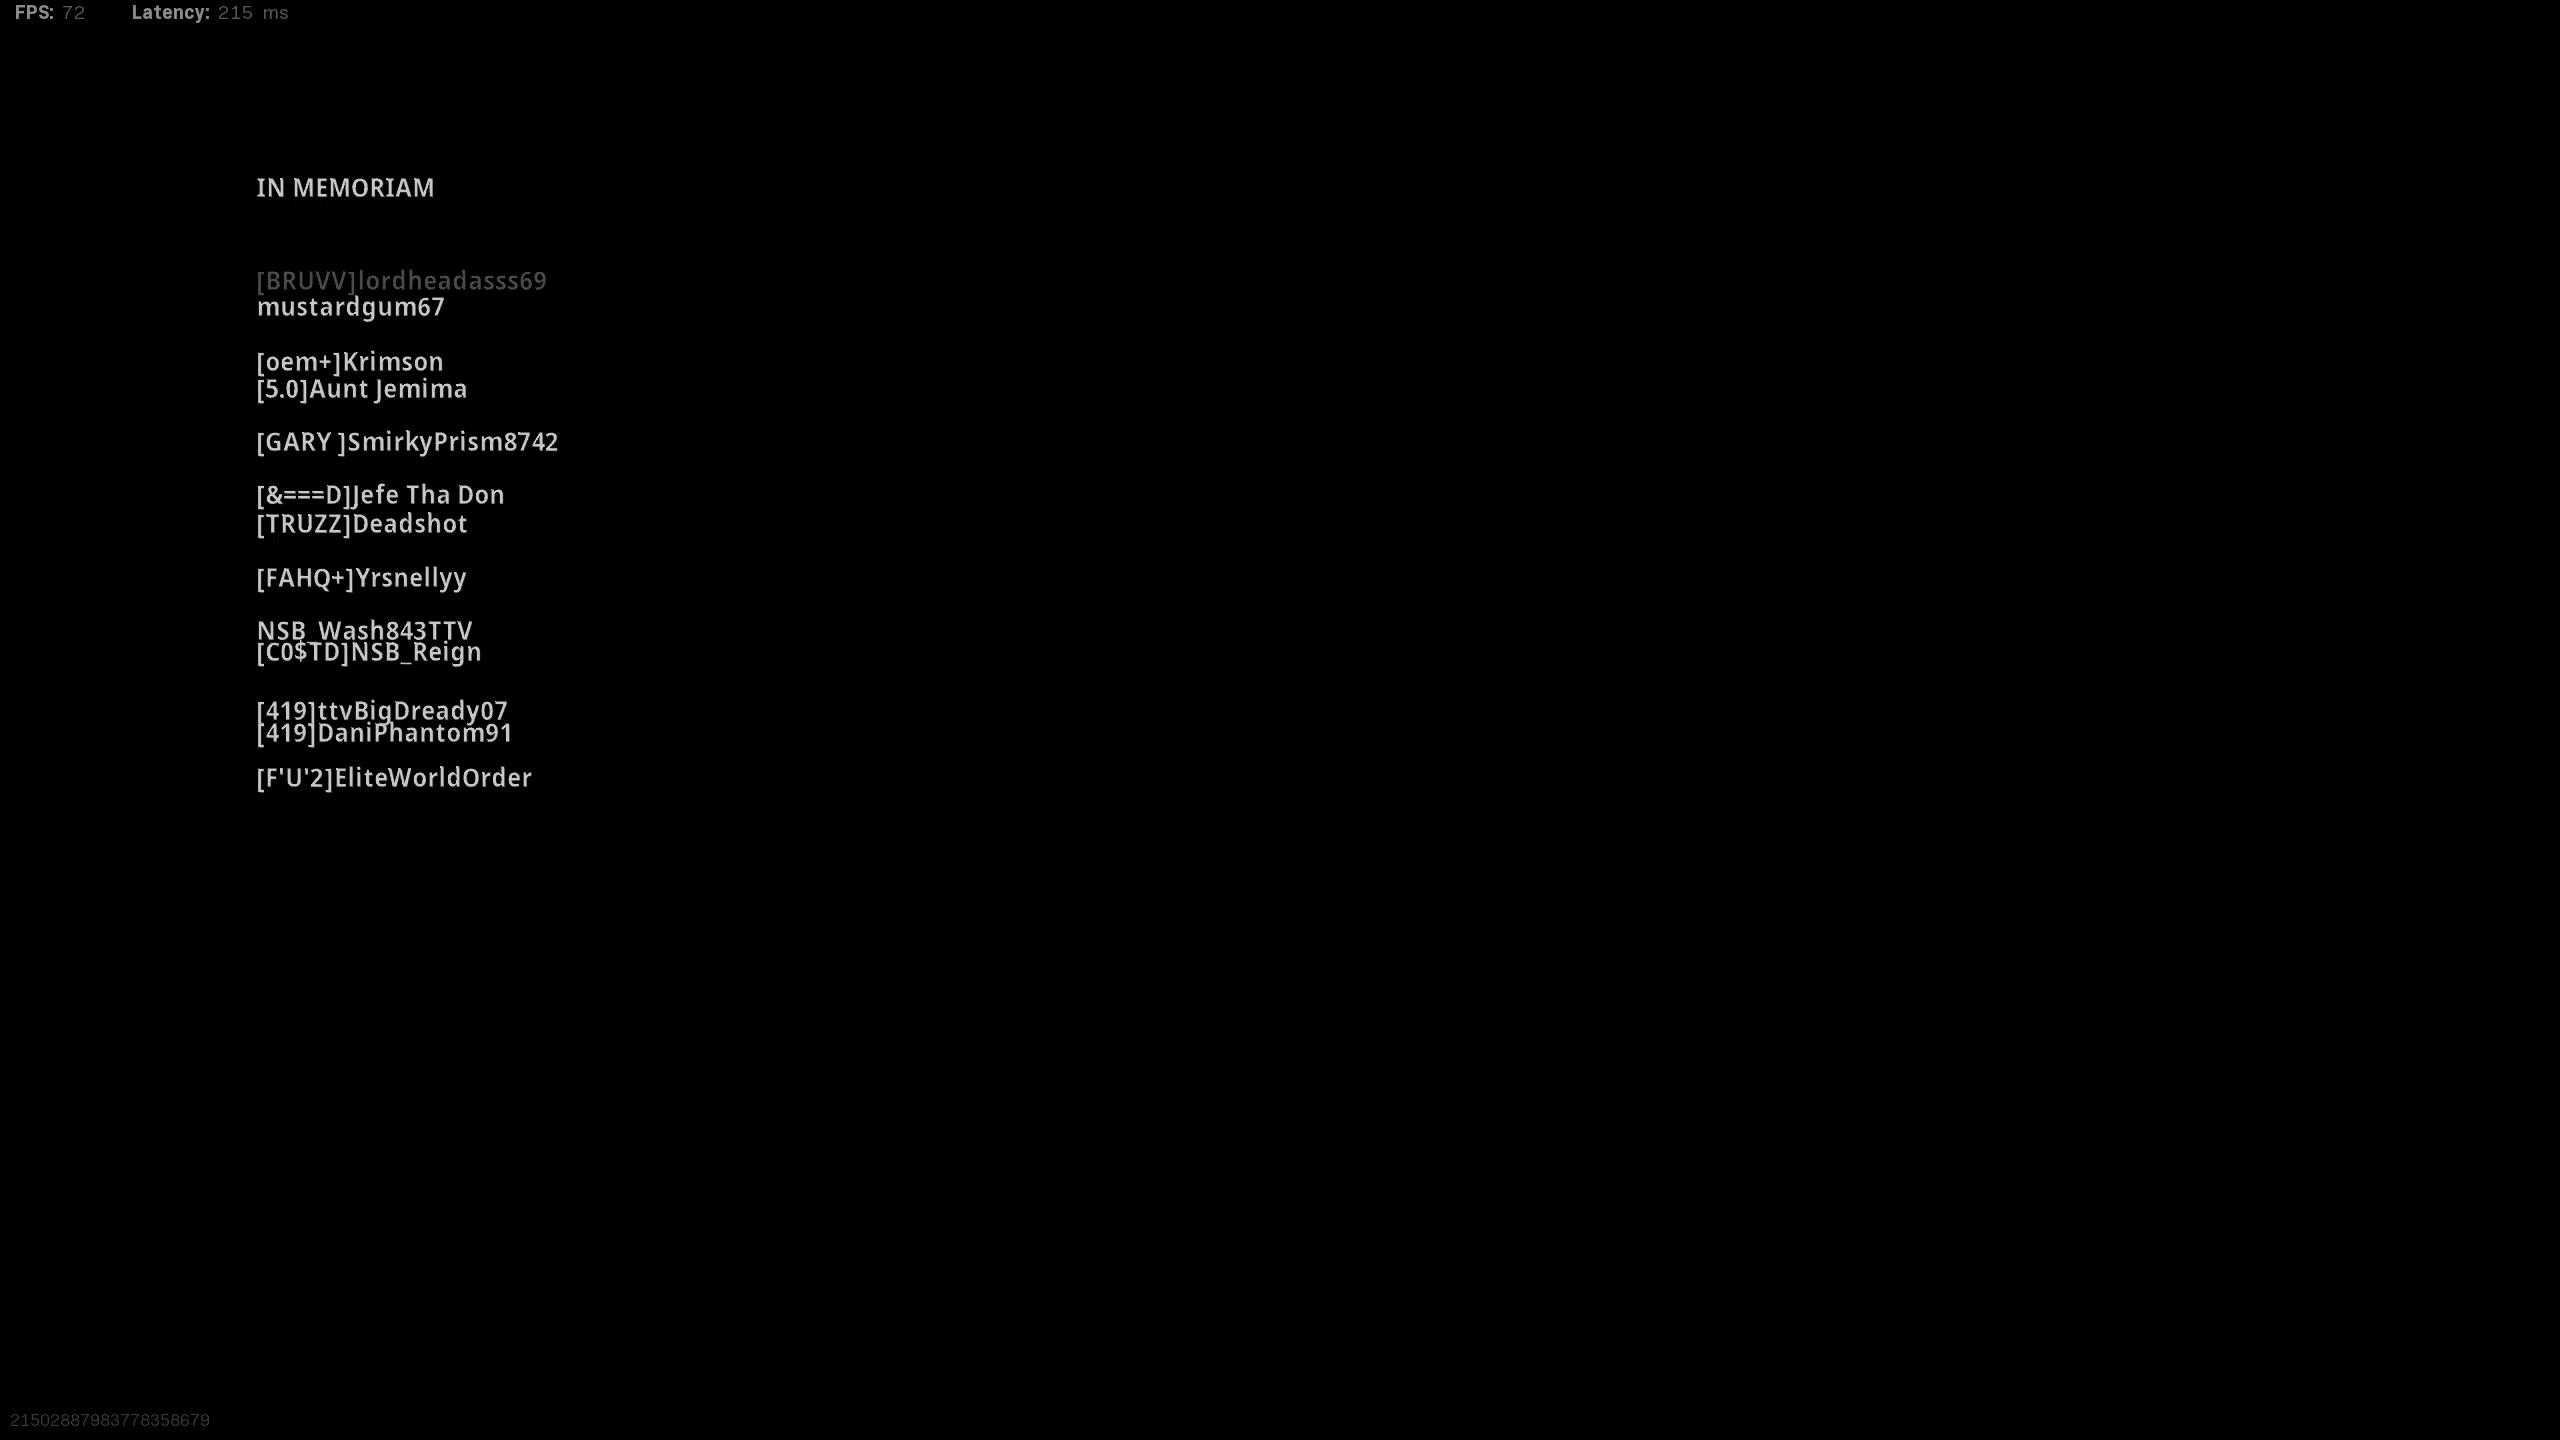 FPS: 72 Latency: 215 ms
IN MEMORIAM
[BRUVV]lordheadasss69
mustardgum67
[oem+]Krimson
[5.0]Aunt Jemima
[GARY ]SmirkyPrism8742
[&===D]Jefe Tha Don
[TRUZZ]Deadshot
[FAHQ+]Yrsnellyy
NSB_Wash843TTV
[C0$TD]NSB_Reign
[419]ttvBigDready07
[419]DaniPhantom91
[F'U'2]EliteWorldOrder
21502887983778358679